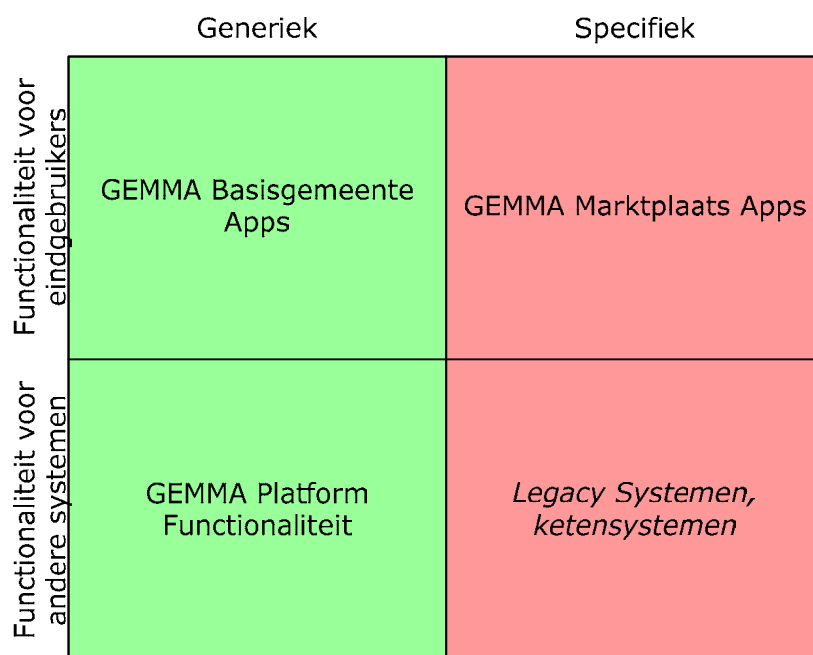 Generiek
Specifiek
Functionaliteit voor
eindgebruikers
GEMMA Basisgemeente
Apps
GEMMA Marktplaats Apps
Functionaliteit voor
andere systemen
GEMMA Platform
Functionaliteit
Legacy Systemen,
ketensystemen